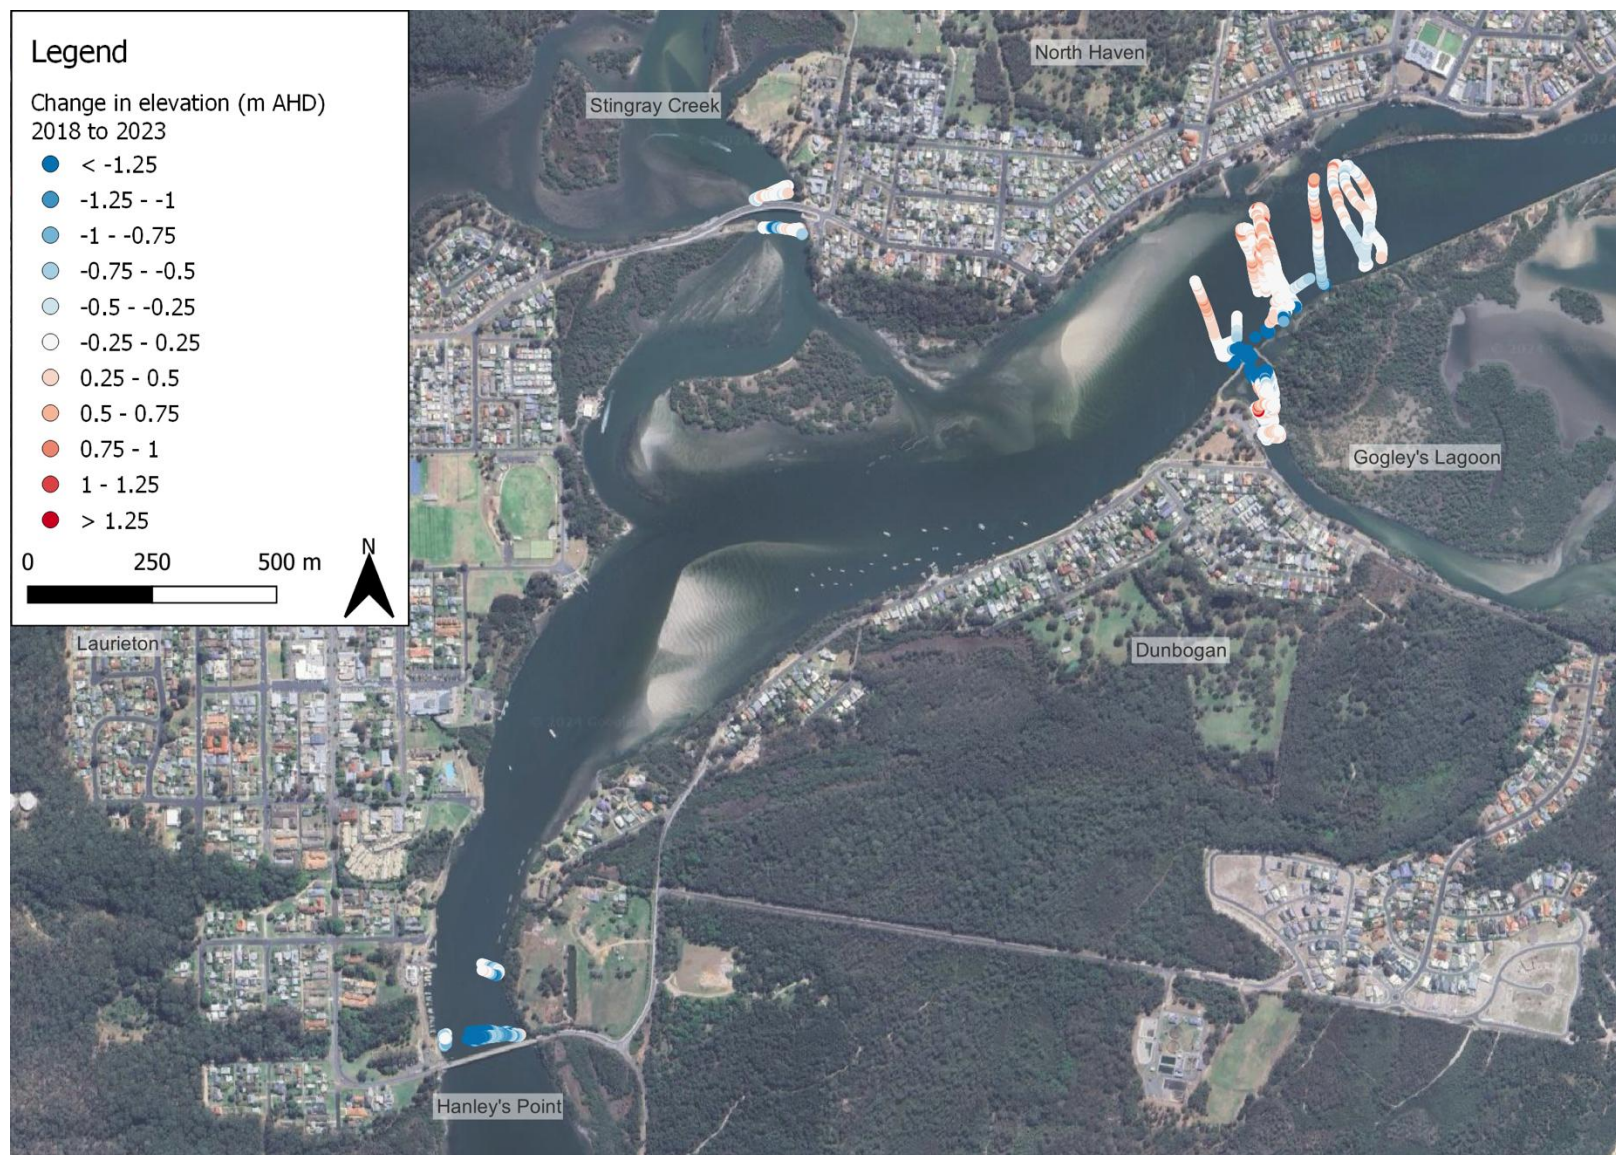 Legend
Change in elevation (m AHD)
2018 to 2023
< -1.25
-1.25 - -1
-1 - -0.75
-0.75 - -0.5
-0.5 - -0.25
-0.25 - 0.25
0.25 - 0.5
0.5 - 0.75
0.75 - 1
1 - 1.25
> 1.25
0 250 500 m
N
North Haven
Stingray Creek
Gogley's Lagoon
Laurieton
Dunbogan
Hanley's Point